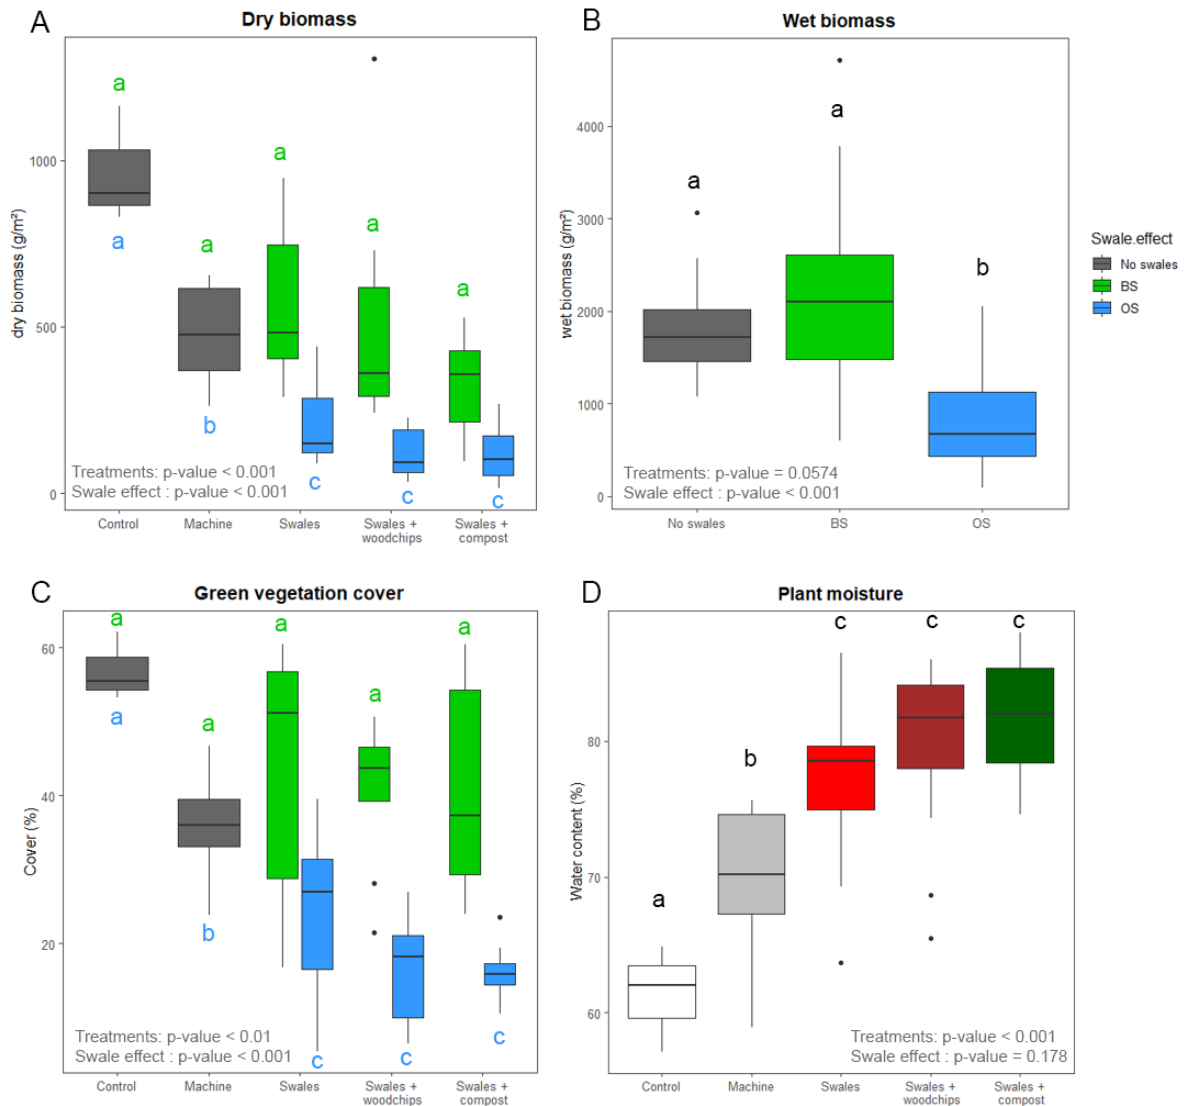 A
Dry biomass
dry biomass (g/m²)
1000
500
0
a
a
a
a
a
a
b
c
c
c
Treatments: p-value < 0.001
Swale effect : p-value < 0.001
Control
Machine
Swales
Swales +
woodchips
Swales +
compost
B
Wet biomass
wet biomass (g/m²)
4000
3000
2000
1000
0
a
a
b
Treatments: p-value = 0.0574
Swale effect : p-value < 0.001
No swales
BS
OS
Swale.effect
No swales
BS
OS
C
Green vegetation cover
Cover (%)
60
40
20
a
a
a
a
a
a
b
c
c
c
Treatments: p-value < 0.01
Swale effect : p-value < 0.001
Control
Machine
Swales
Swales +
woodchips
Swales +
compost
D
Plant moisture
Water content (%)
80
70
60
a
b
c
c
c
Treatments: p-value < 0.001
Swale effect : p-value = 0.178
Control
Machine
Swales
Swales +
woodchips
Swales +
compost